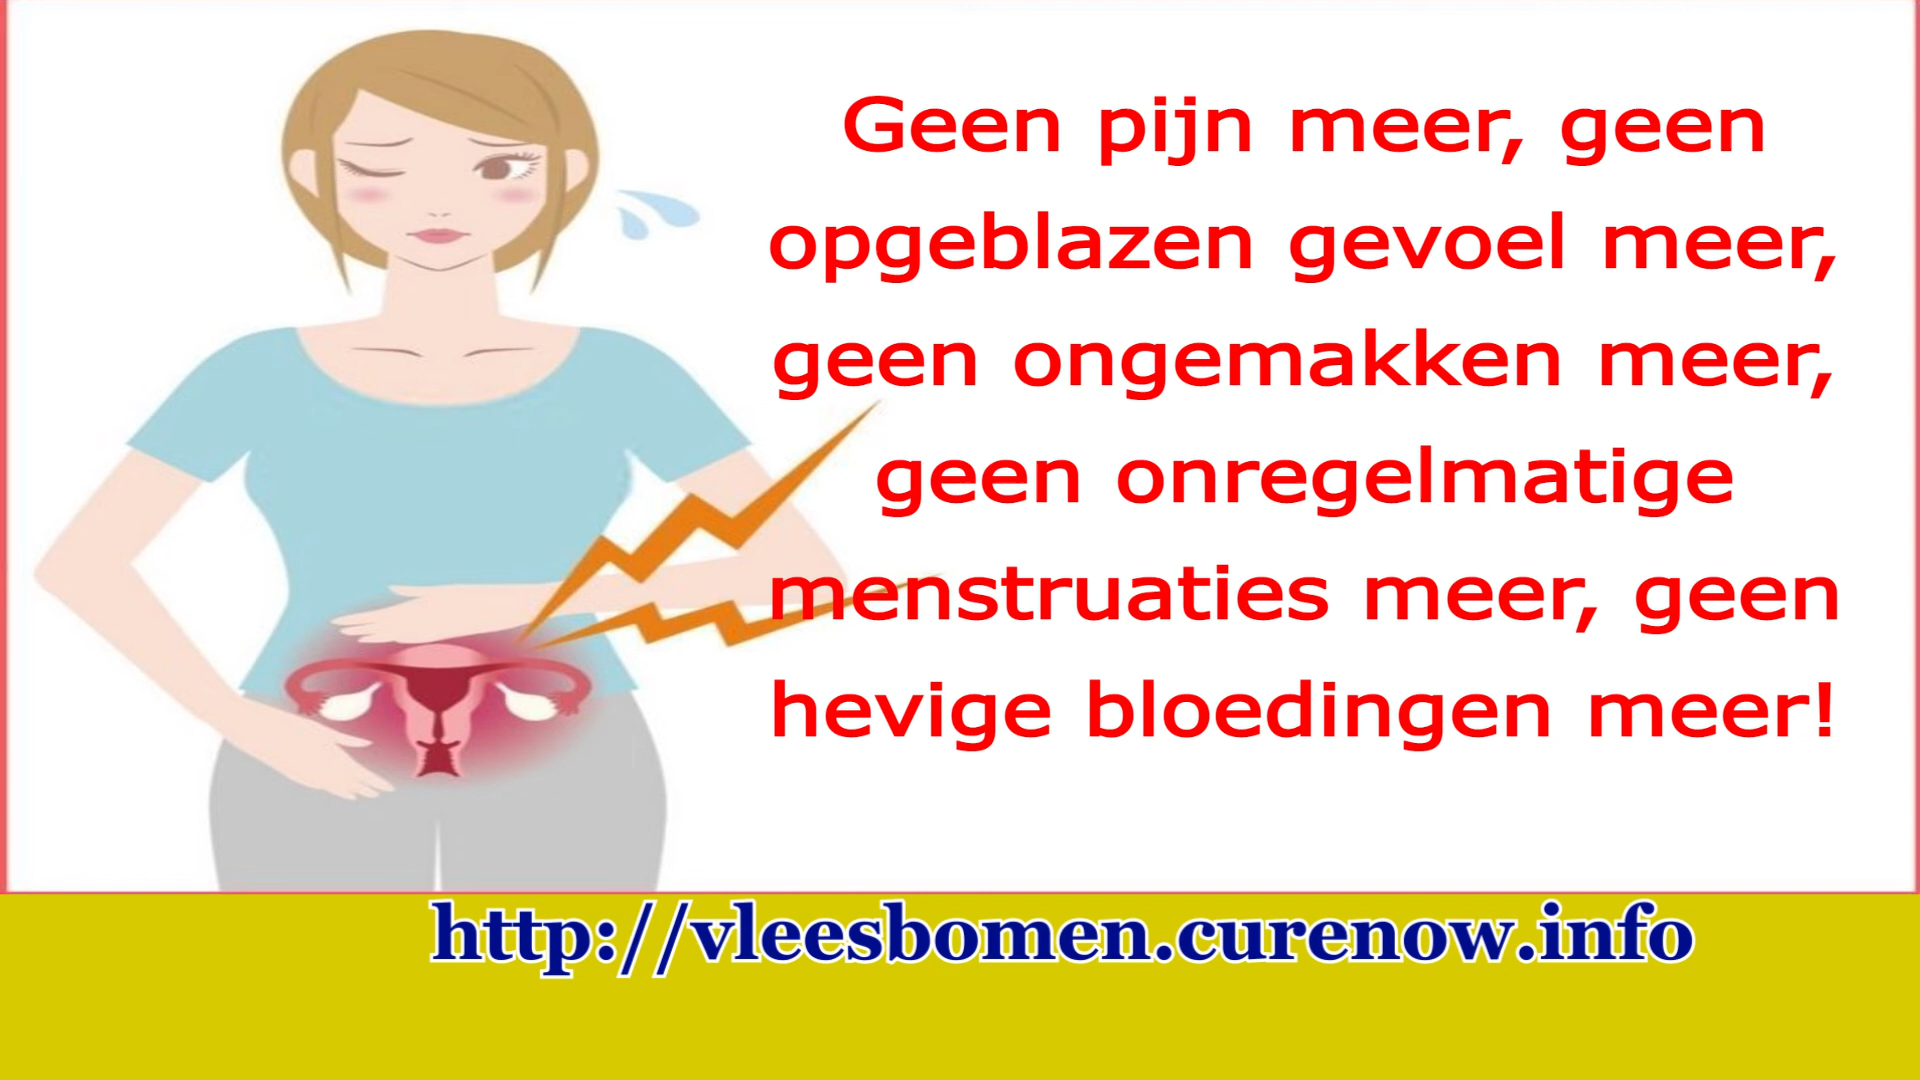 Geen pijn meer, geen
opgeblazen gevoel meer,
geen ongemakken meer,
geen onregelmatige
menstruaties meer, geen
hevige bloedingen meer!
http://vleesbomen.curenow.info